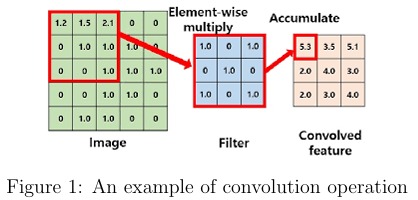 Element-wise
multiply
Accumulate
1.2 1.5 2.1 0 0
0 1.0 1.0 1.0 0
0 0 1.0 1.0 1.0
0 0 1.0 1.0 0
0 1.0 1.0 0 0
Image
1.0 0 1.0
0 1.0 0
1.0 0 1.0
Filter
5.3 3.5 5.1
2.0 4.0 3.0
2.0 3.0 4.0
Convolved
feature
Figure 1: An example of convolution operation